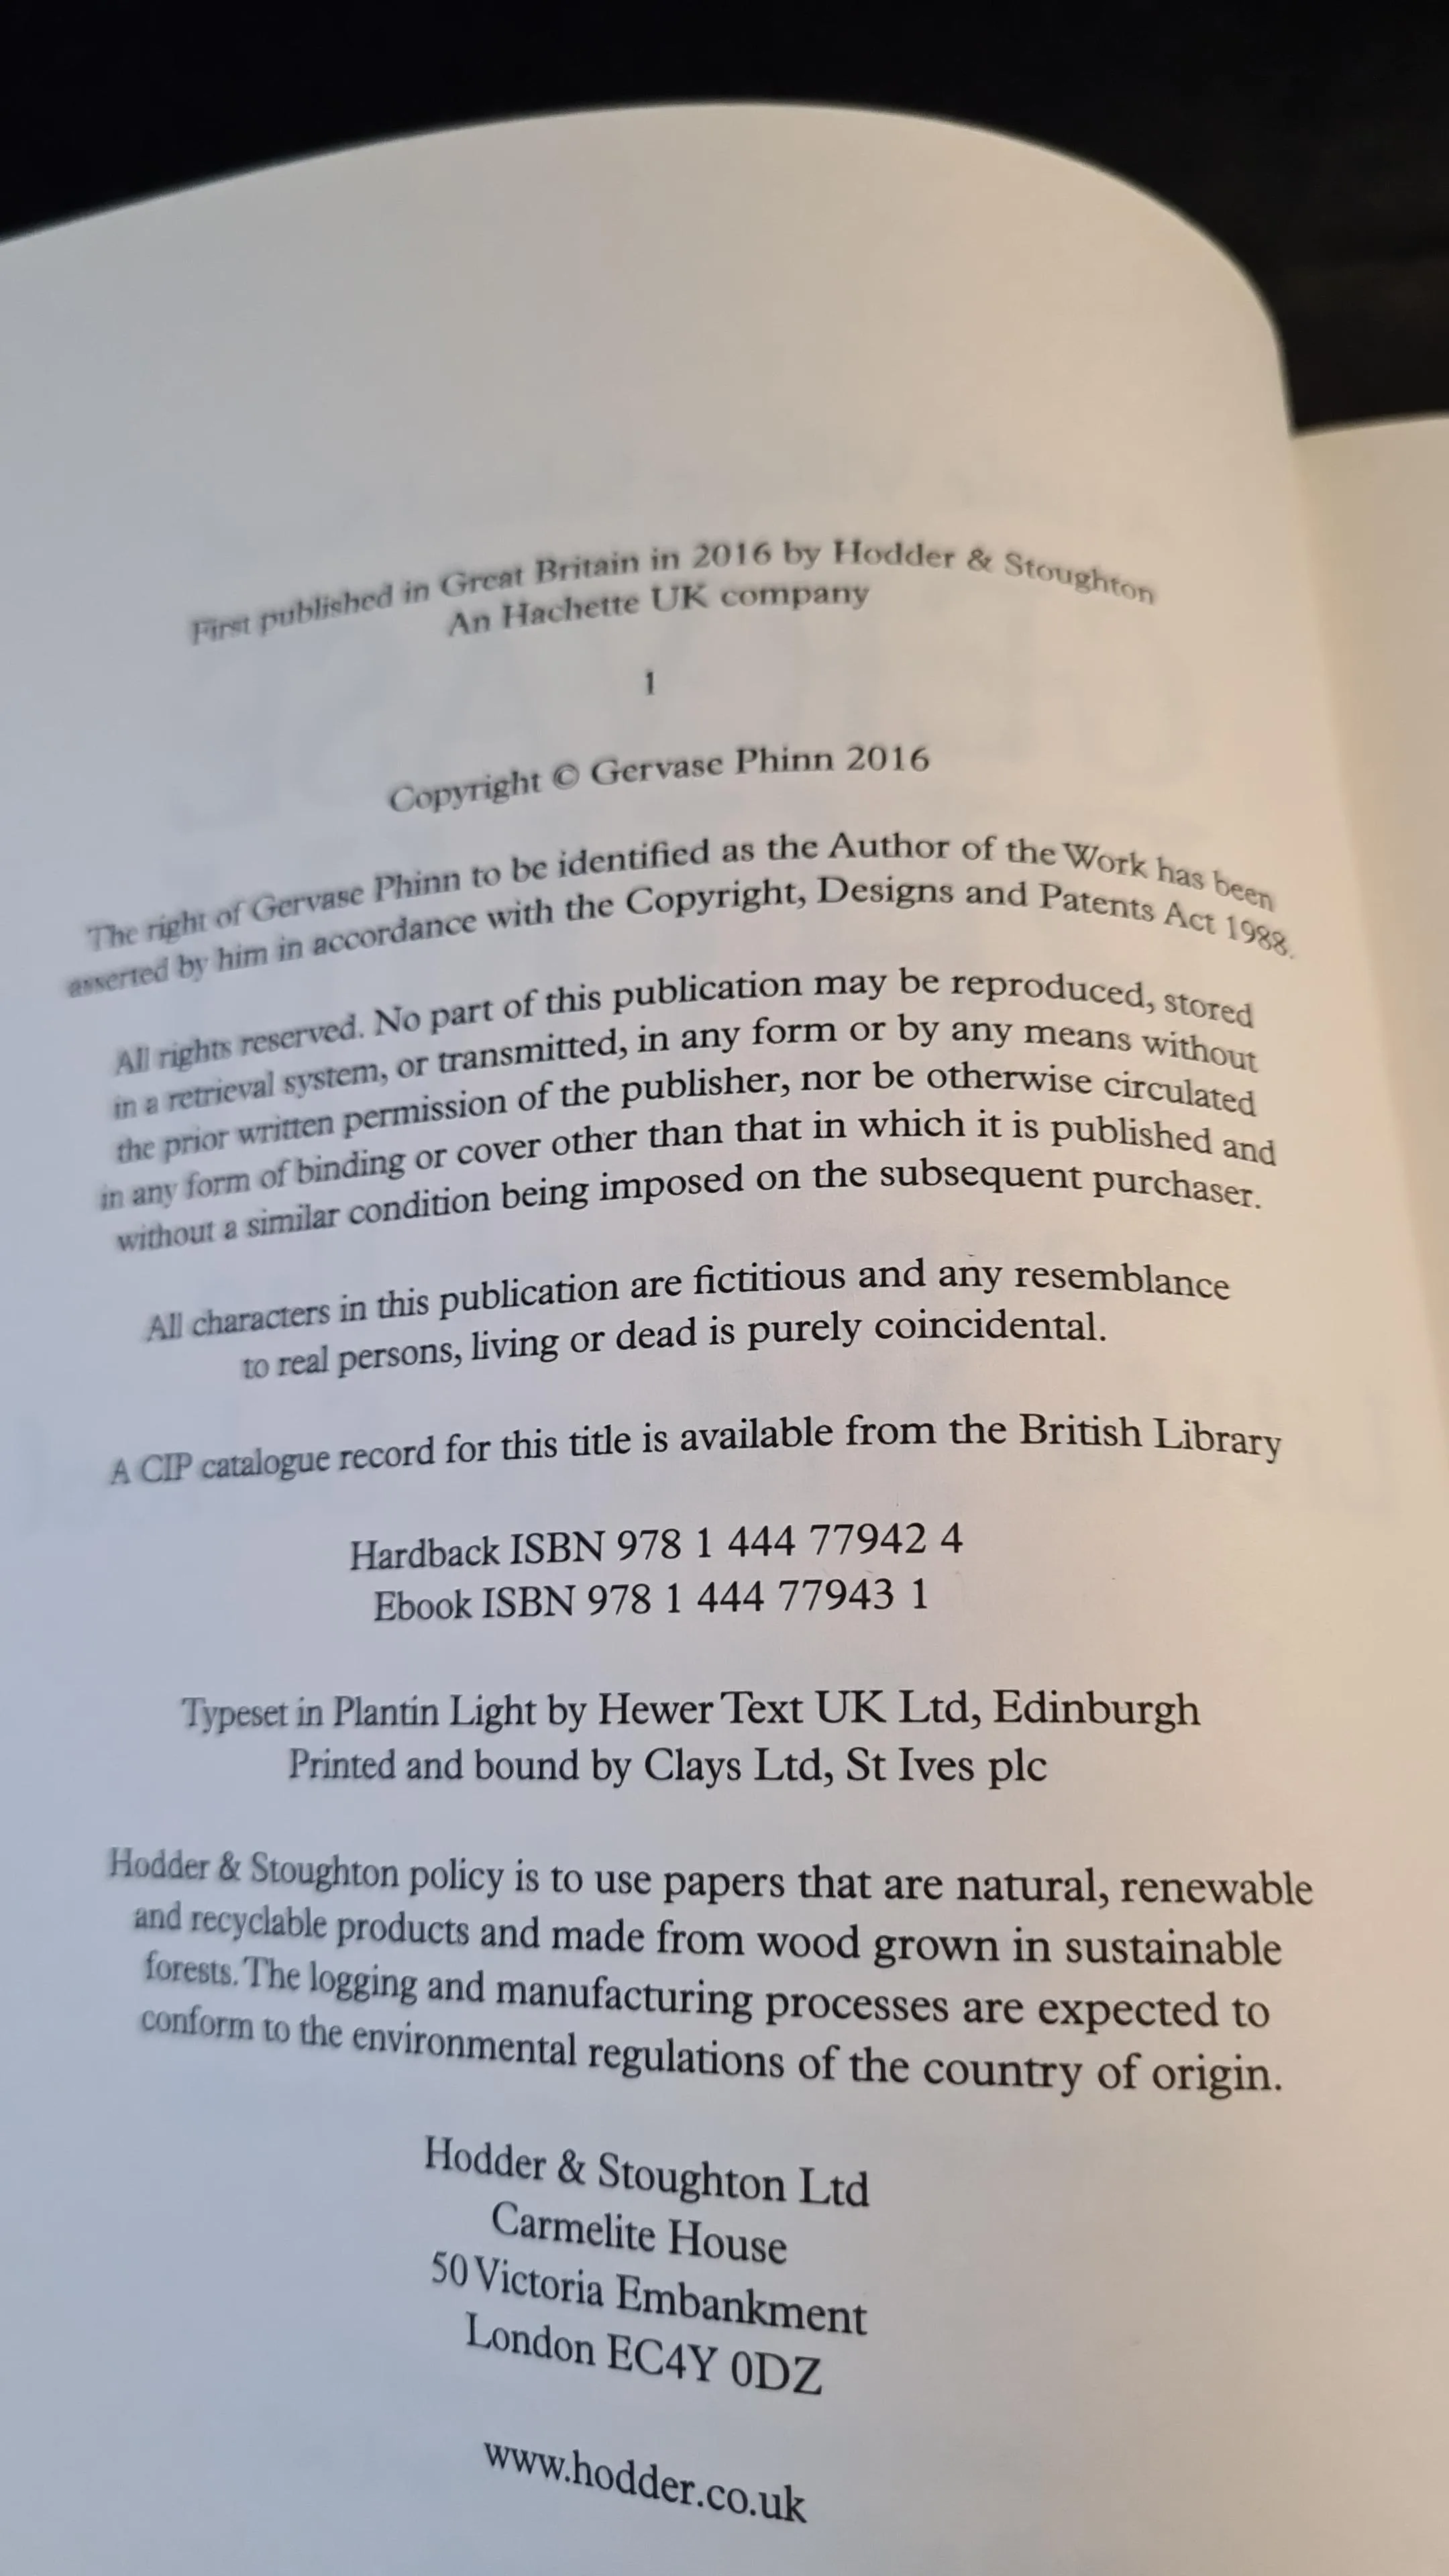 First published in Great Britain in 2016 by Hodder & Stoughton
An Hachette UK company
1
Copyright © Gervase Phinn 2016
The right of Gervase Phinn to be identified as the Author of the Work has been
asserted by him in accordance with the Copyright, Designs and Patents Act 1988.
All rights reserved. No part of this publication may be reproduced, stored
in a retrieval system, or transmitted, in any form or by any means without
the prior written permission of the publisher, nor be otherwise circulated
in any form of binding or cover other than that in which it is published and
without a similar condition being imposed on the subsequent purchaser.
All characters in this publication are fictitious and any resemblance
to real persons, living or dead is purely coincidental.
A CIP catalogue record for this title is available from the British Library
Hardback ISBN 978 1 444 77942 4
Ebook ISBN 978 1 444 77943 1
Typeset in Plantin Light by Hewer Text UK Ltd, Edinburgh
Printed and bound by Clays Ltd, St Ives plc
Hodder & Stoughton policy is to use papers that are natural, renewable
and recyclable products and made from wood grown in sustainable
forests. The logging and manufacturing processes are expected to
conform to the environmental regulations of the country of origin.
Hodder & Stoughton Ltd
Carmelite House
50 Victoria Embankment
London EC4Y 0DZ
www.hodder.co.uk